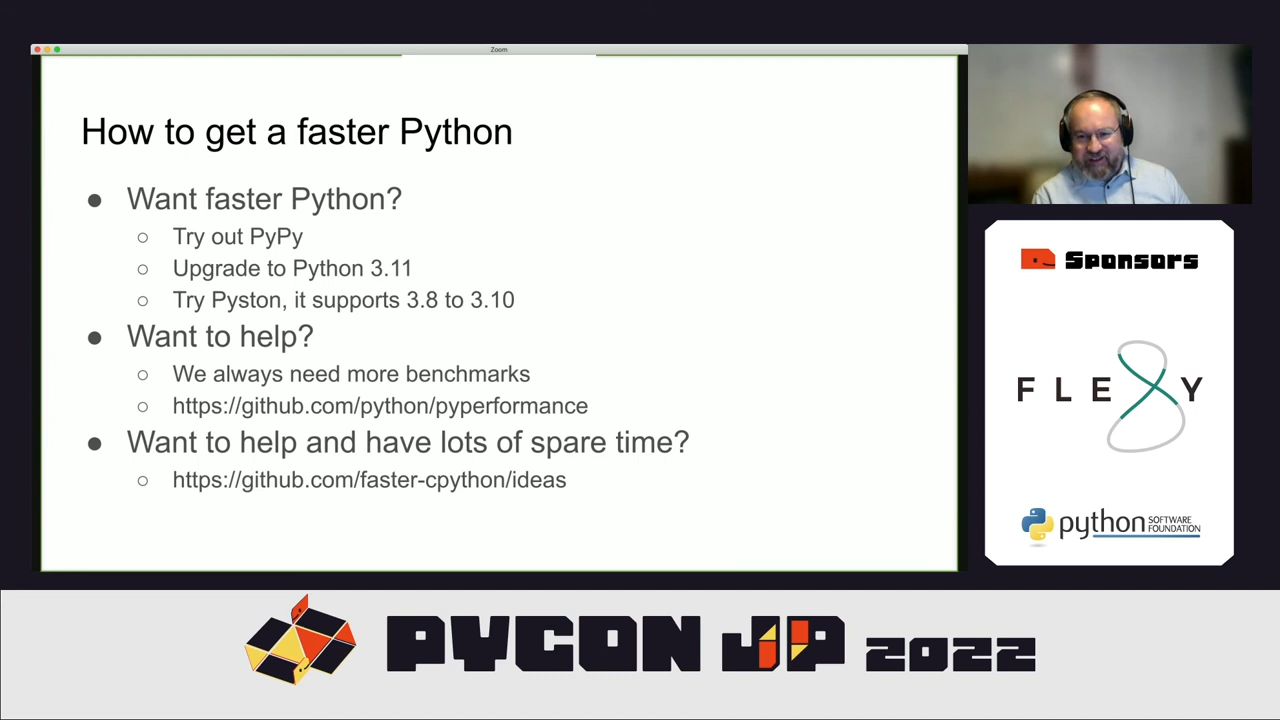 Zoom
How to get a faster Python
● Want faster Python?
○ Try out PyPy
○ Upgrade to Python 3.11
○ Try Pyston, it supports 3.8 to 3.10
● Want to help?
○ We always need more benchmarks
○ https://github.com/python/pyperformance
● Want to help and have lots of spare time?
○ https://github.com/faster-cpython/ideas
Sponsors
FLEXY
python SOFTWARE FOUNDATION
PYCON JP 2022